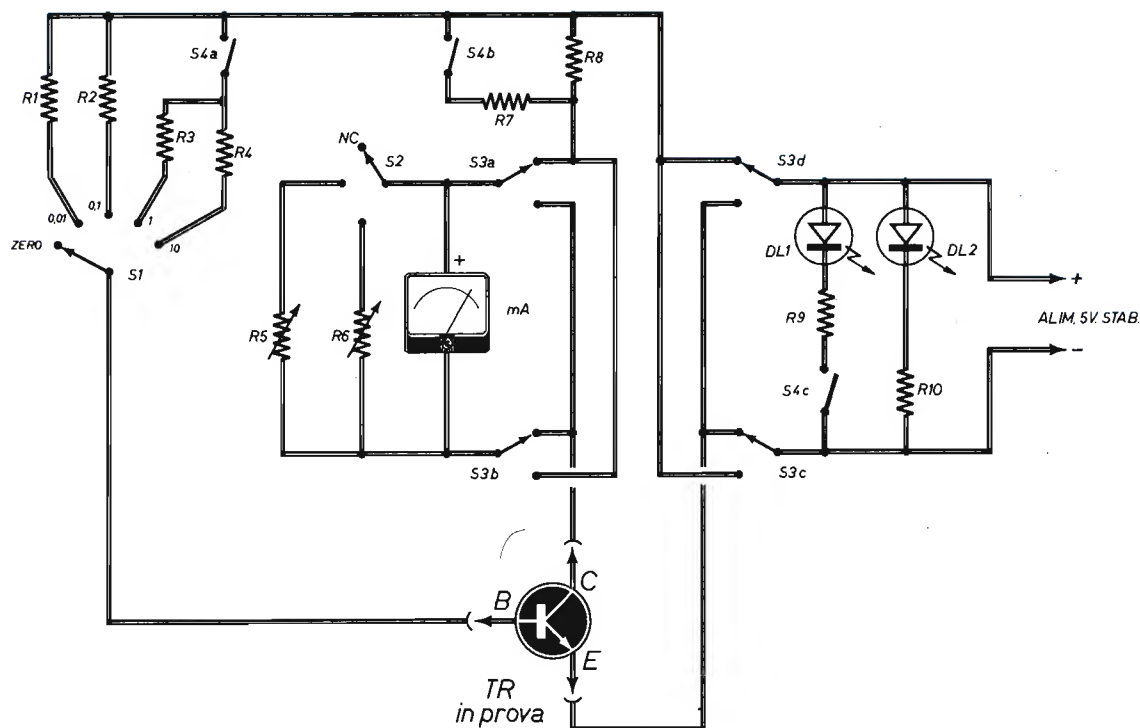 R1
R2
S4a
R3
R4
S4b
R8
R7
NC
S2
S3a
S3d
0,01
0,1
1
10
ZERO
S1
+
mA
R5
R6
DL1
DL2
R9
+
ALIM. 5V. STAB.
-
S4c
R10
S3b
S3c
B
C
E
TR
in prova